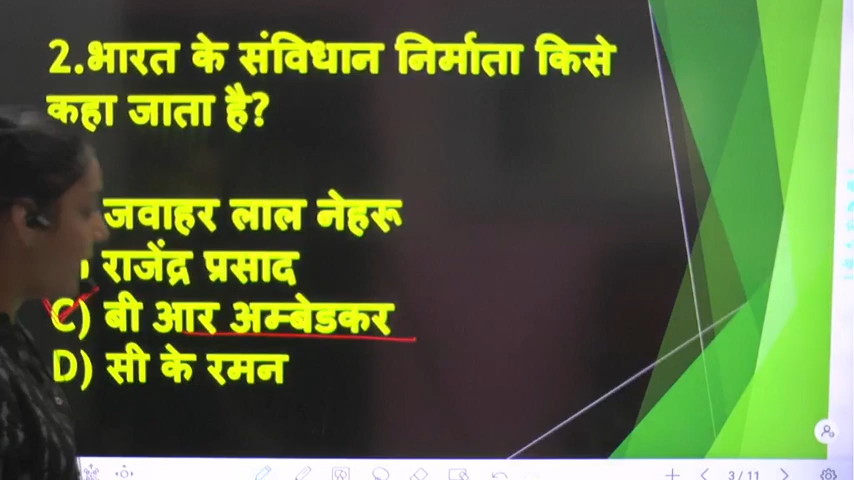 2.भारत के संविधान निर्माता किसे
कहा जाता है?
जवाहर लाल नेहरू
राजेंद्र प्रसाद
C) बी आर अम्बेडकर
D) सी के रमन
3/11